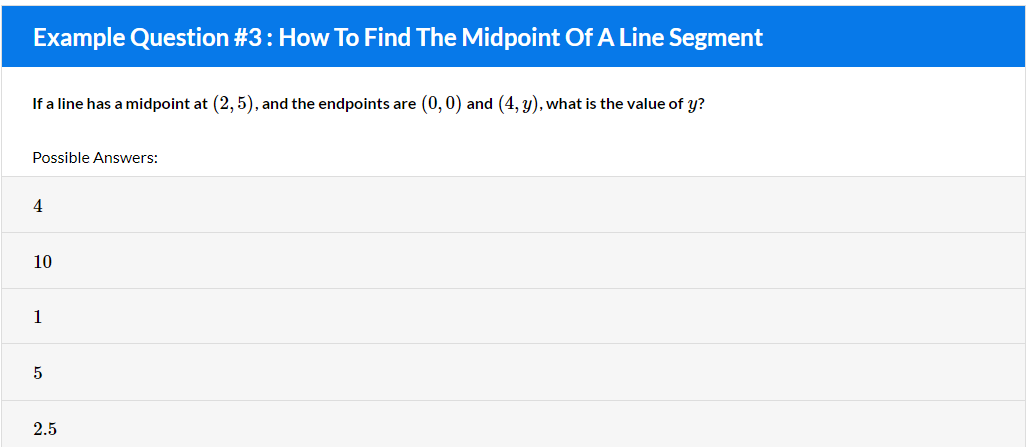 Example Question #3 : How To Find The Midpoint Of A Line Segment
If a line has a midpoint at (2, 5), and the endpoints are (0, 0) and (4, y), what is the value of y?
Possible Answers:
4
10
1
5
2.5